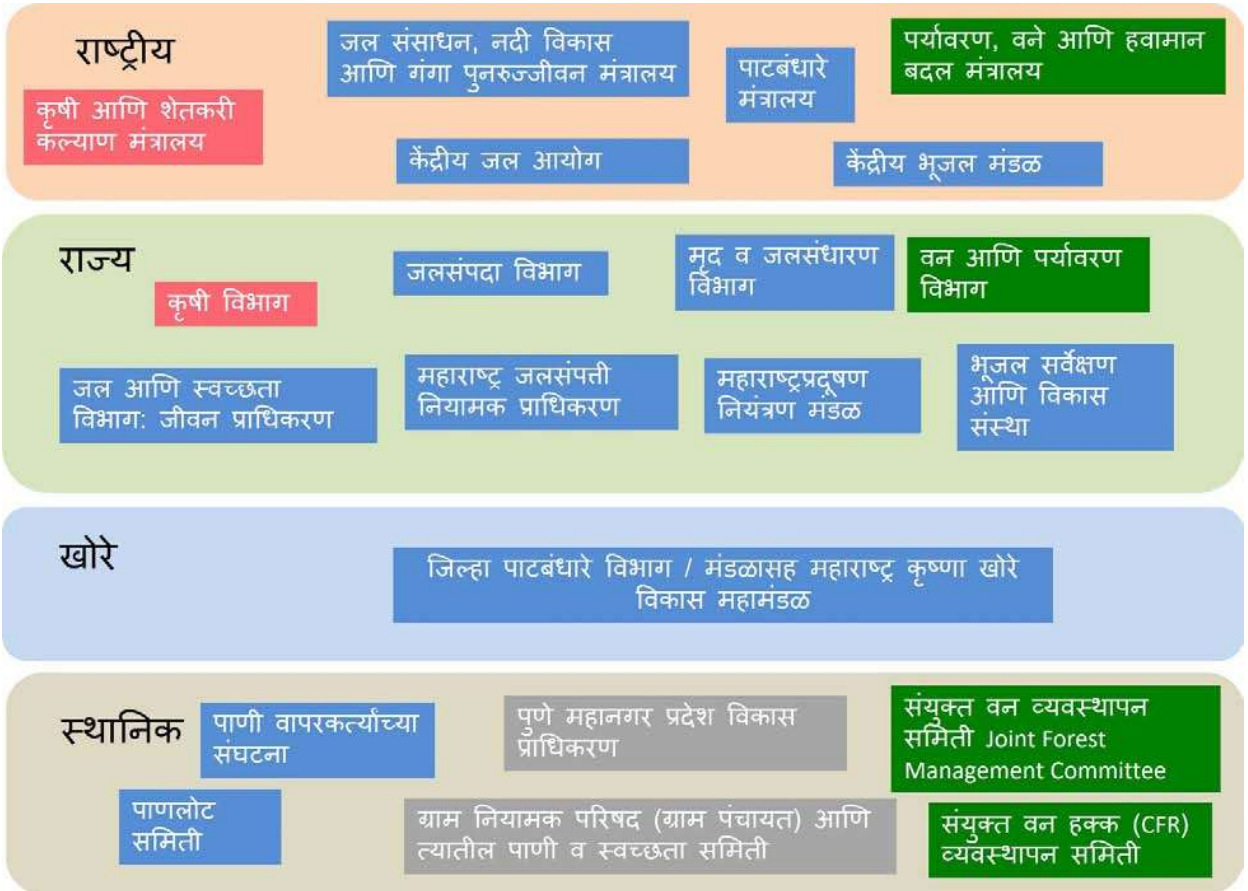 राष्ट्रीय
जल संसाधन, नदी विकास
आणि गंगा पुनरुज्जीवन मंत्रालय
पाटबंधारे
मंत्रालय
पर्यावरण, वने आणि हवामान
बदल मंत्रालय
कृषी आणि शेतकरी
कल्याण मंत्रालय
केंद्रीय जल आयोग
केंद्रीय भूजल मंडळ
राज्य
कृषी विभाग
जलसंपदा विभाग
मृद व जलसंधारण
विभाग
वन आणि पर्यावरण
विभाग
जल आणि स्वच्छता
विभाग: जीवन प्राधिकरण
महाराष्ट्र जलसंपत्ती
नियामक प्राधिकरण
महाराष्ट्रप्रदूषण
नियंत्रण मंडळ
भूजल सर्वेक्षण
आणि विकास
संस्था
खोरे
जिल्हा पाटबंधारे विभाग / मंडळासह महाराष्ट्र कृष्णा खोरे
विकास महामंडळ
स्थानिक
पाणी वापरकर्त्यांच्या
संघटना
पुणे महानगर प्रदेश विकास
प्राधिकरण
संयुक्त वन व्यवस्थापन
समिती Joint Forest
Management Committee
पाणलोट
समिती
ग्राम नियामक परिषद (ग्राम पंचायत) आणि
त्यातील पाणी व स्वच्छता समिती
संयुक्त वन हक्क (CFR)
व्यवस्थापन समिती